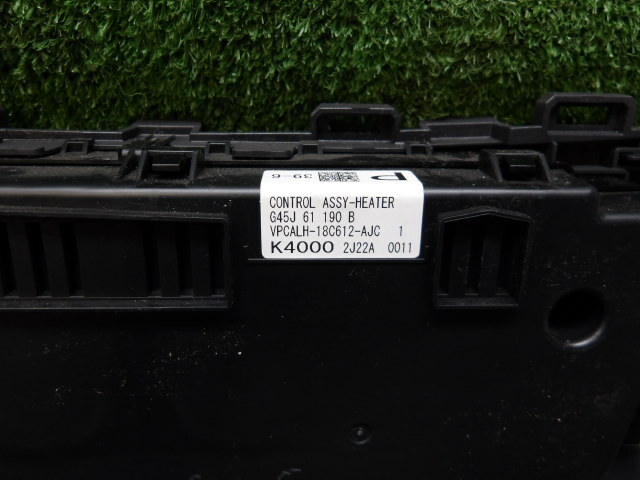 P 39-6
CONTROL ASSY-HEATER
G45J 61 190 B
VPCALH-18C612-AJC 1
K4000 2J22A 0011